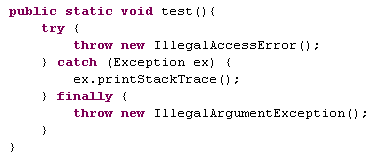 public static void test(){
    try {
        throw new IllegalAccessError();
    } catch (Exception ex) {
        ex.printStackTrace();
    } finally {
        throw new IllegalArgumentException();
    }
}